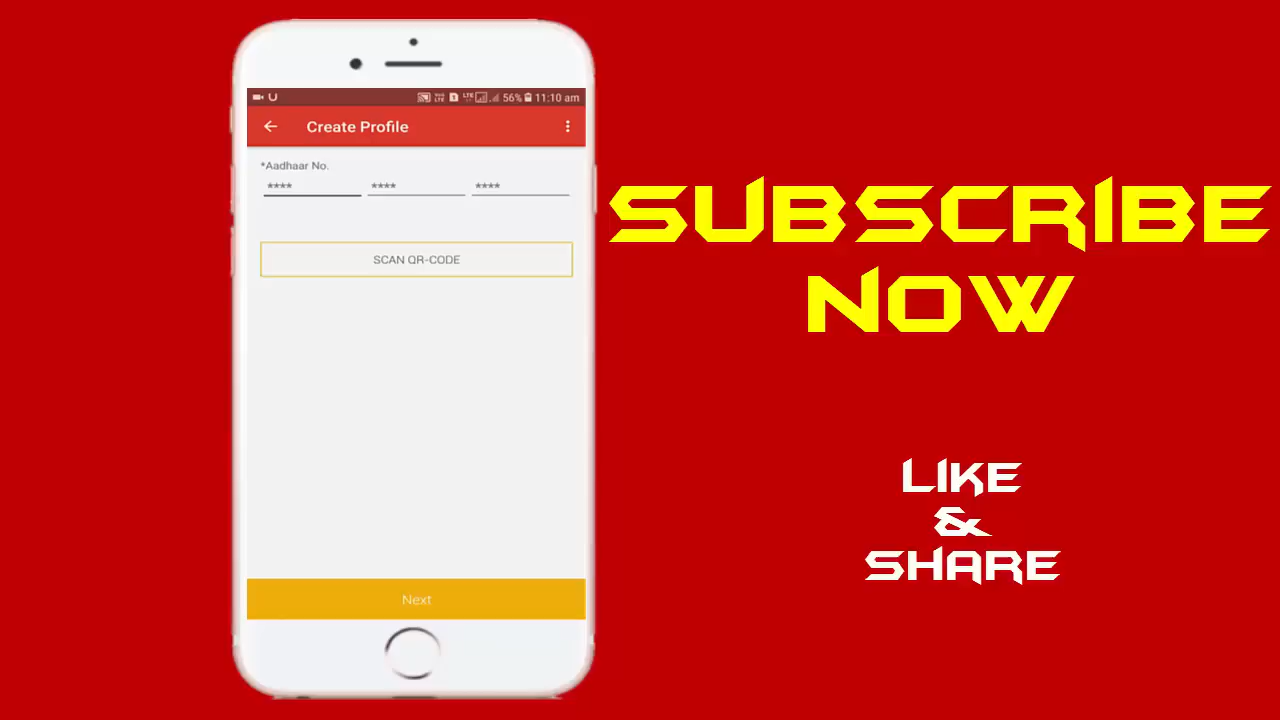 56% 11:10 am
Create Profile
*Aadhaar No.
**** **** ****
SCAN QR-CODE
Next
SUBSCRIBE
NOW
LIKE
&
SHARE